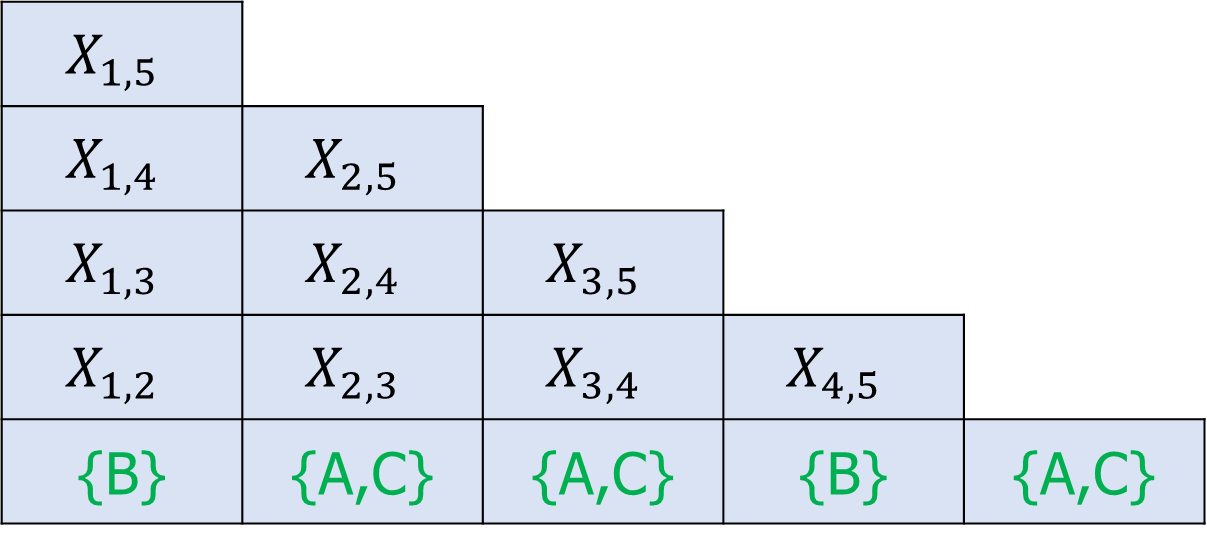 X₁,₅
X₁,₄ X₂,₅
X₁,₃ X₂,₄ X₃,₅
X₁,₂ X₂,₃ X₃,₄ X₄,₅
{B} {A,C} {A,C} {B} {A,C}